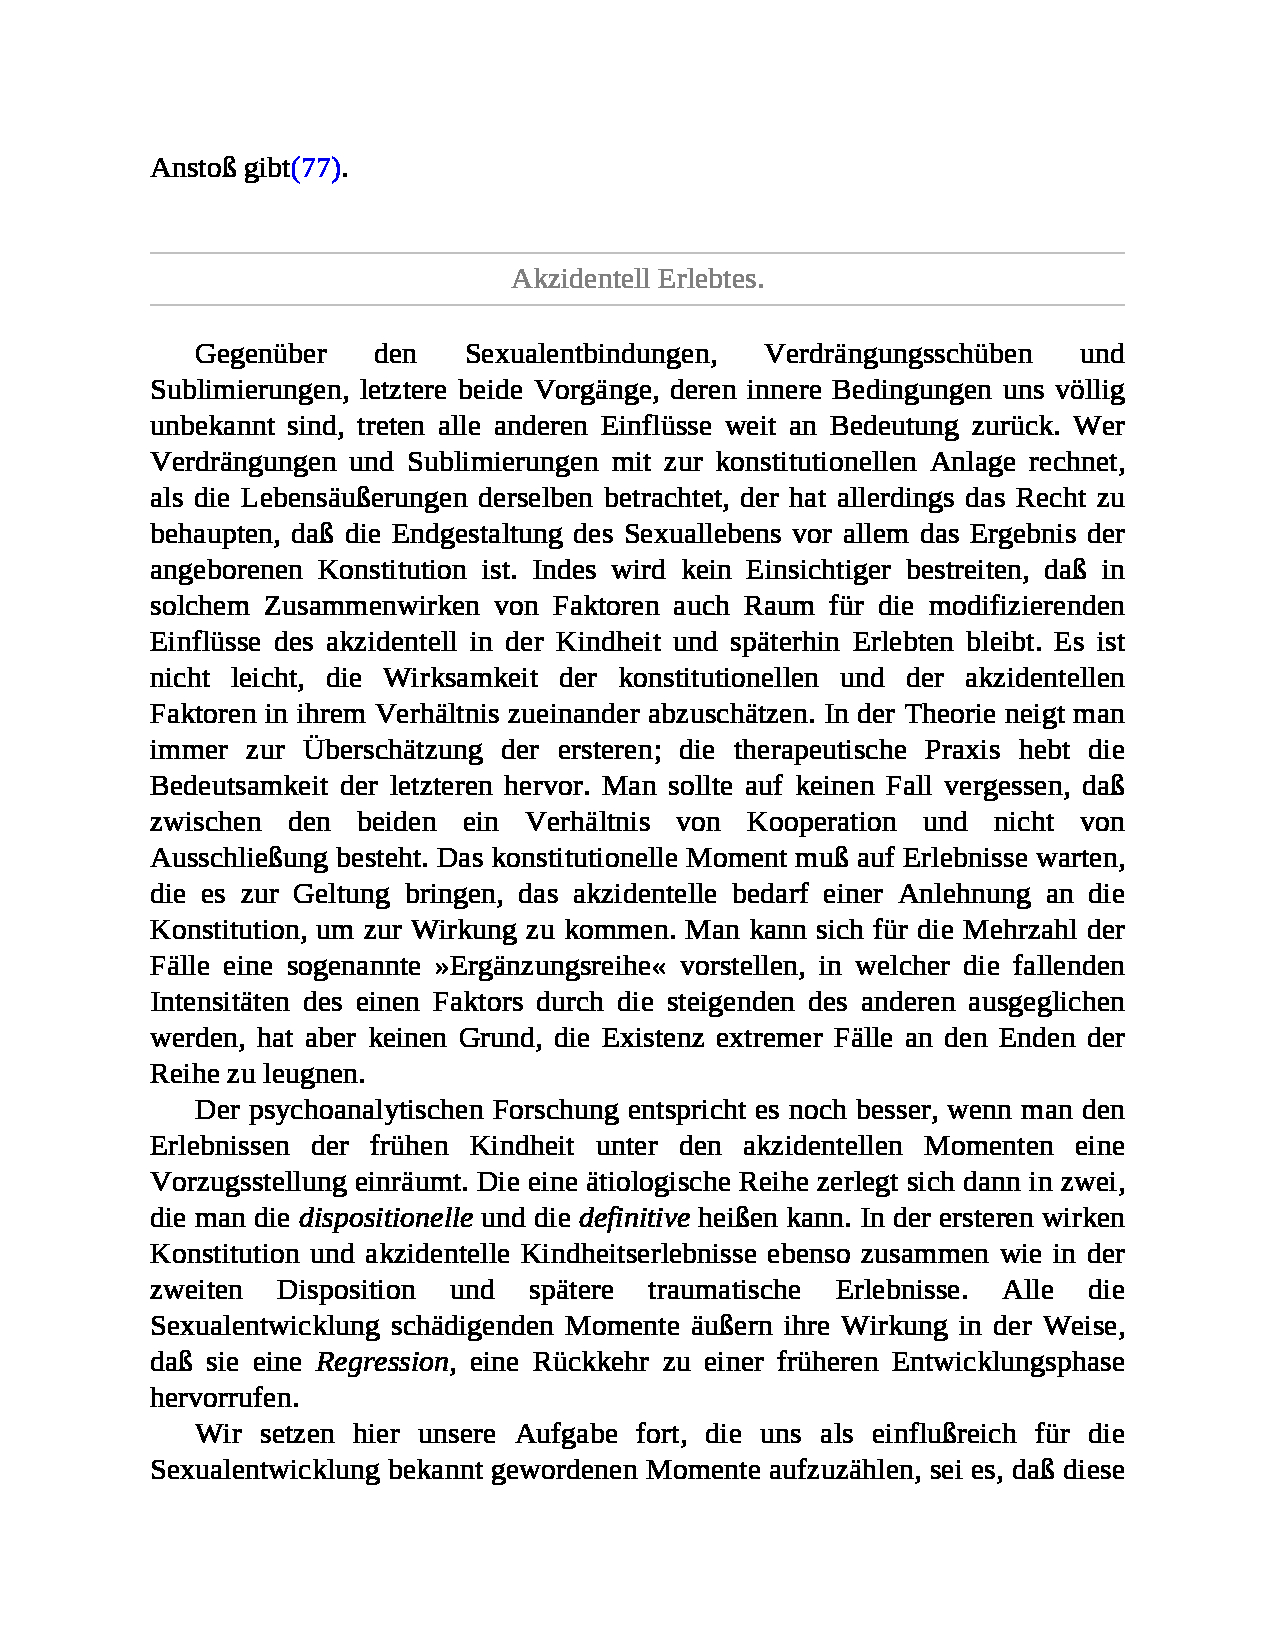 Anstoß gibt(77).
Akzidentell Erlebtes.
Gegenüber den Sexualentbindungen, Verdrängungsschüben und
Sublimierungen, letztere beide Vorgänge, deren innere Bedingungen uns völlig
unbekannt sind, treten alle anderen Einflüsse weit an Bedeutung zurück. Wer
Verdrängungen und Sublimierungen mit zur konstitutionellen Anlage rechnet,
als die Lebensäußerungen derselben betrachtet, der hat allerdings das Recht zu
behaupten, daß die Endgestaltung des Sexuallebens vor allem das Ergebnis der
angeborenen Konstitution ist. Indes wird kein Einsichtiger bestreiten, daß in
solchem Zusammenwirken von Faktoren auch Raum für die modifizierenden
Einflüsse des akzidentell in der Kindheit und späterhin Erlebten bleibt. Es ist
nicht leicht, die Wirksamkeit der konstitutionellen und der akzidentellen
Faktoren in ihrem Verhältnis zueinander abzuschätzen. In der Theorie neigt man
immer zur Überschätzung der ersteren; die therapeutische Praxis hebt die
Bedeutsamkeit der letzteren hervor. Man sollte auf keinen Fall vergessen, daß
zwischen den beiden ein Verhältnis von Kooperation und nicht von
Ausschließung besteht. Das konstitutionelle Moment muß auf Erlebnisse warten,
die es zur Geltung bringen, das akzidentelle bedarf einer Anlehnung an die
Konstitution, um zur Wirkung zu kommen. Man kann sich für die Mehrzahl der
Fälle eine sogenannte »Ergänzungsreihe« vorstellen, in welcher die fallenden
Intensitäten des einen Faktors durch die steigenden des anderen ausgeglichen
werden, hat aber keinen Grund, die Existenz extremer Fälle an den Enden der
Reihe zu leugnen.
Der psychoanalytischen Forschung entspricht es noch besser, wenn man den
Erlebnissen der frühen Kindheit unter den akzidentellen Momenten eine
Vorzugsstellung einräumt. Die eine ätiologische Reihe zerlegt sich dann in zwei,
die man die dispositionelle und die definitive heißen kann. In der ersteren wirken
Konstitution und akzidentelle Kindheitserlebnisse ebenso zusammen wie in der
zweiten Disposition und spätere traumatische Erlebnisse. Alle die
Sexualentwicklung schädigenden Momente äußern ihre Wirkung in der Weise,
daß sie eine Regression, eine Rückkehr zu einer früheren Entwicklungsphase
hervorrufen.
Wir setzen hier unsere Aufgabe fort, die uns als einflußreich für die
Sexualentwicklung bekannt gewordenen Momente aufzuzählen, sei es, daß diese